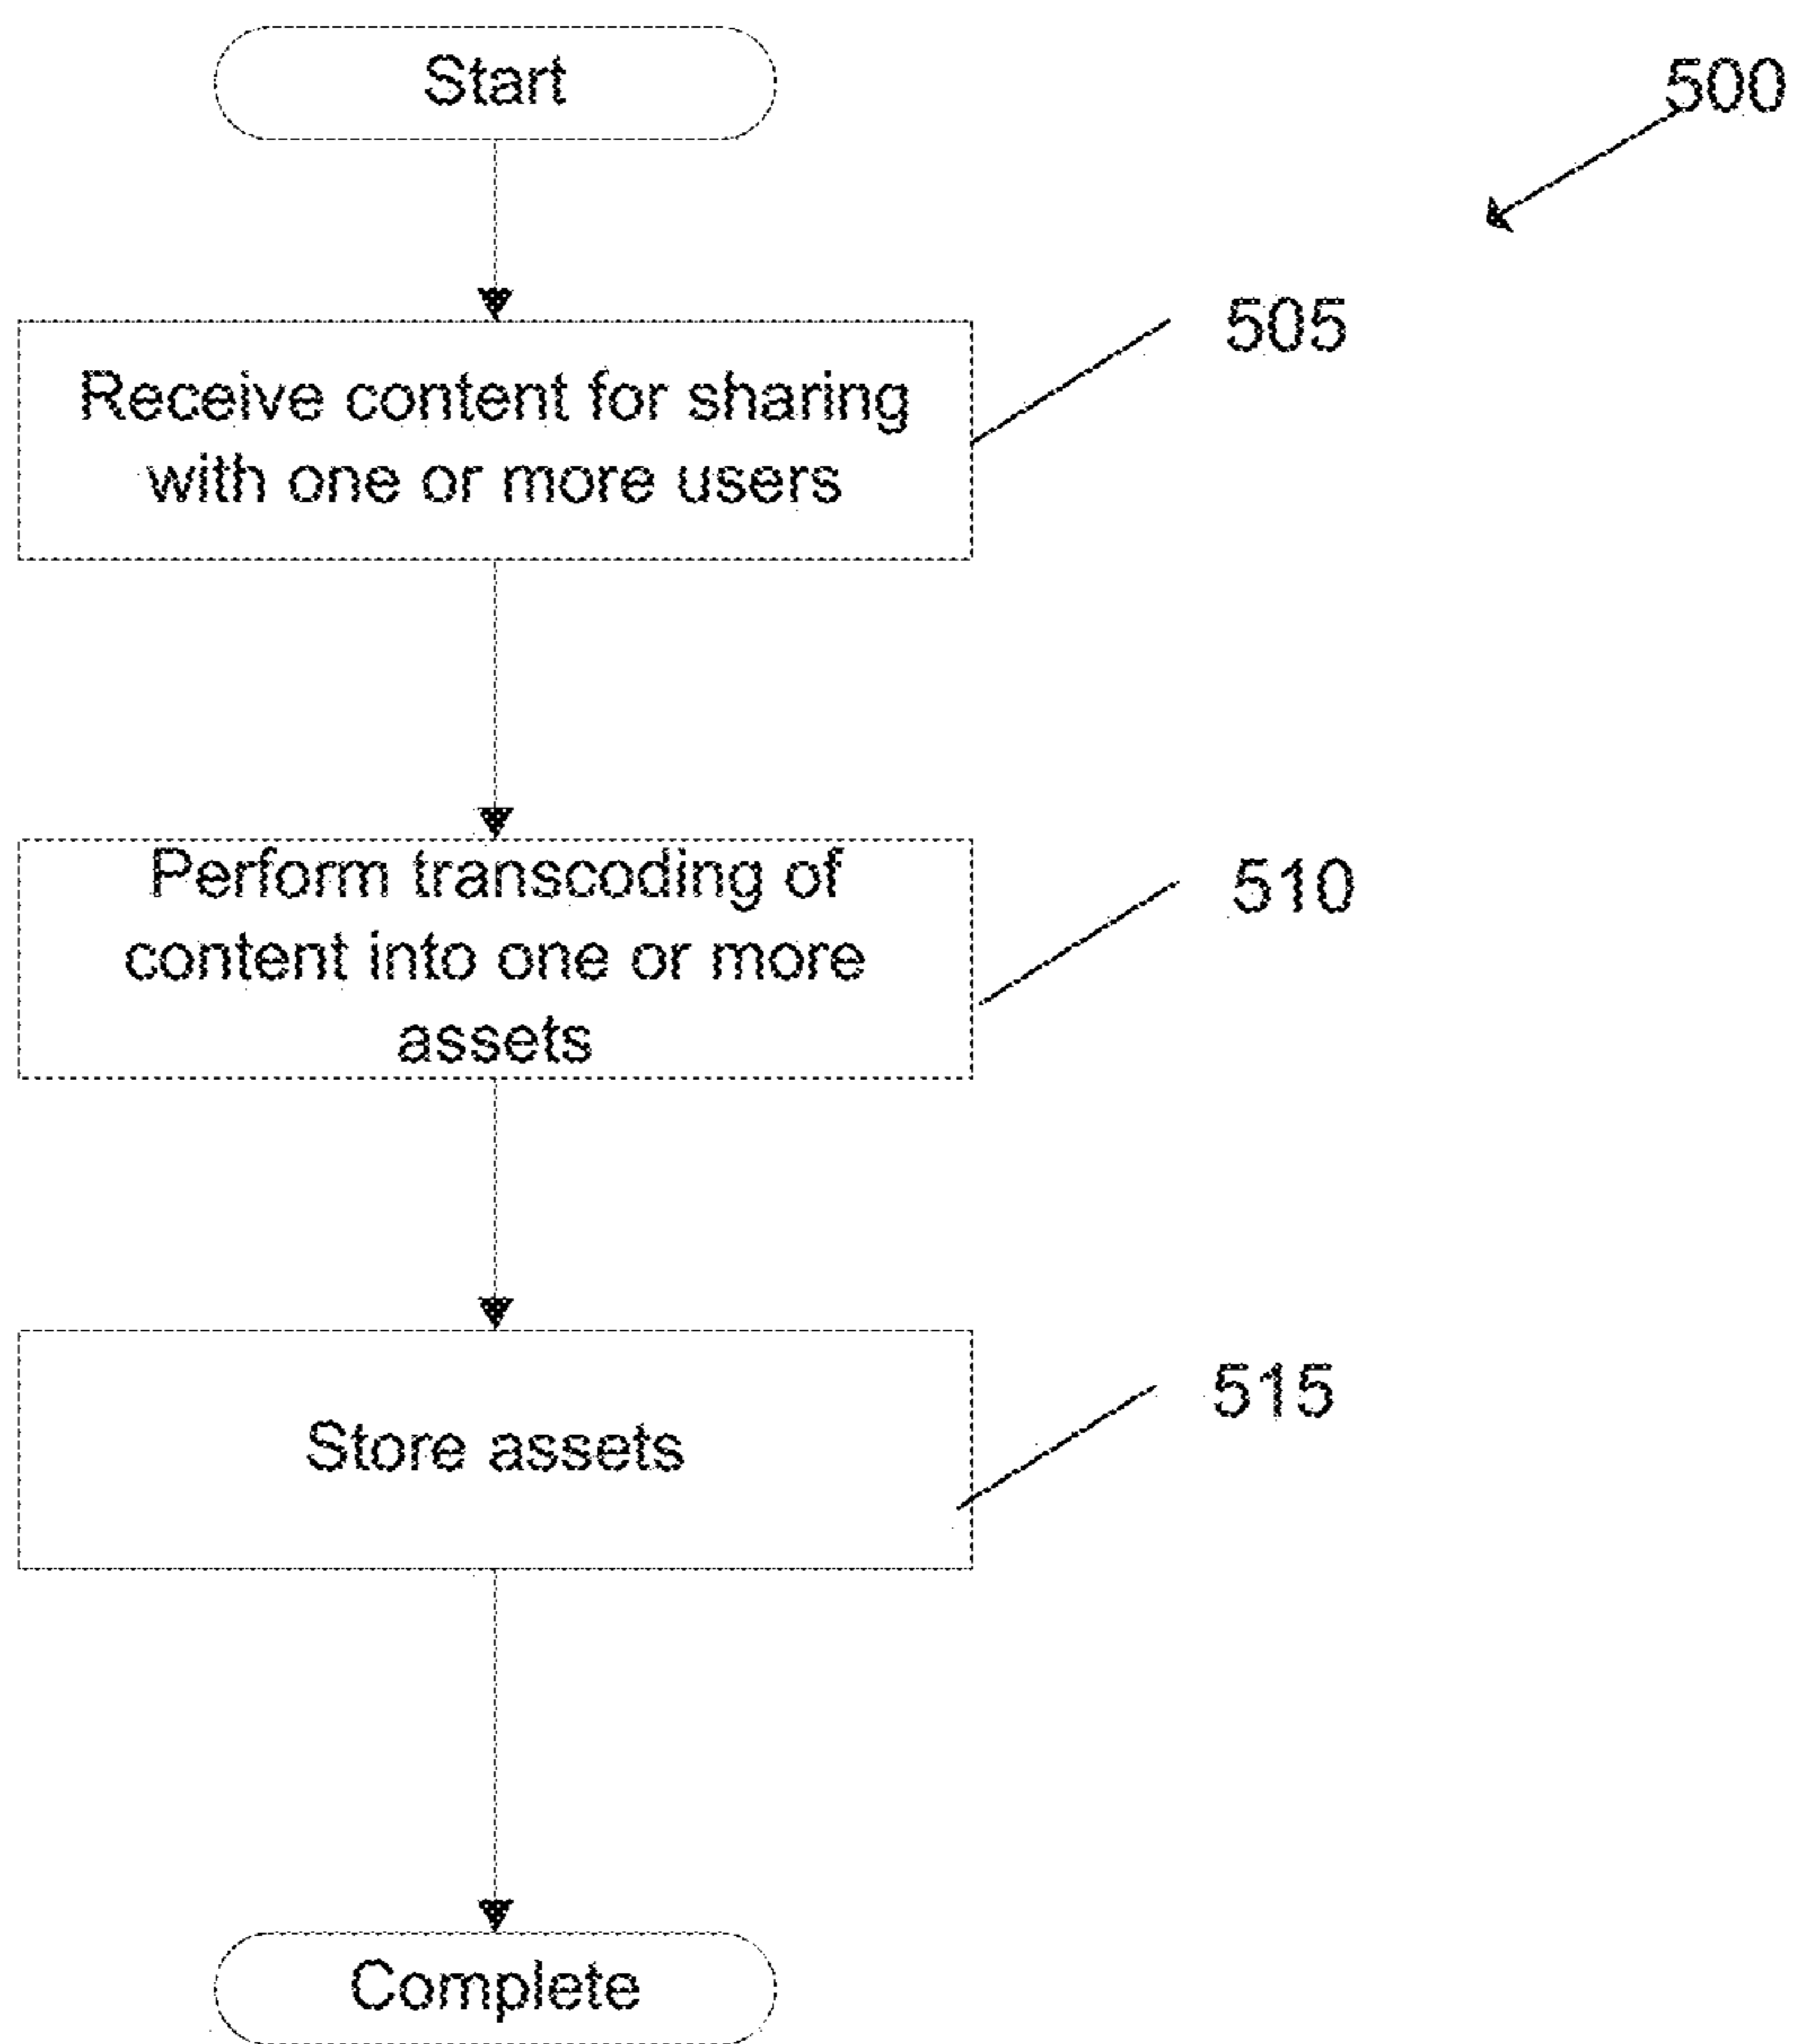 Start
500
505
Receive content for sharing
with one or more users
510
Perform transcoding of
content into one or more
assets
515
Store assets
Complete